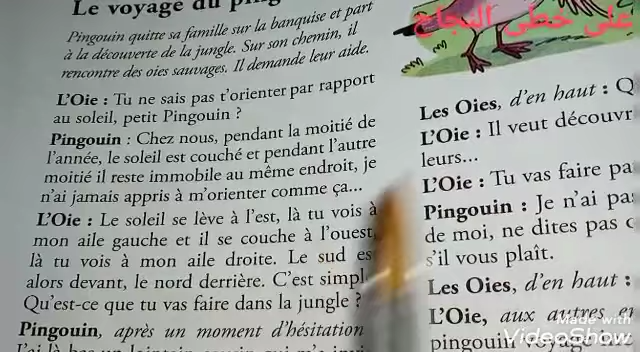 Le voyage du
Pingouin quitte sa famille sur la banquise et part
à la découverte de la jungle. Sur son chemin, il
rencontre des oies sauvages. Il demande leur aide.
L'Oie : Tu ne sais pas t'orienter par rapport
au soleil, petit Pingouin ?
Pingouin : Chez nous, pendant la moitié de
l'année, le soleil est couché et pendant l'autre
moitié il reste immobile au même endroit, je
n'ai jamais appris à m'orienter comme ça...
L'Oie : Le soleil se lève à l'est, là tu vois à
mon aile gauche et il se couche à l'ouest,
là tu vois à mon aile droite. Le sud es
alors devant, le nord derrière. C'est simpl
Qu'est-ce que tu vas faire dans la jungle ?
Pingouin, après un moment d'hésitation
على خطى النجاح
Les Oies, d'en haut : Q
L'Oie : Il veut découvr
leurs...
L'Oie : Tu vas faire pa
Pingouin : Je n'ai pa
de moi, ne dites pas
s'il vous plaît.
Les Oies, d'en haut :
L'Oie, aux autres
pingouin
Made with
VideoShow